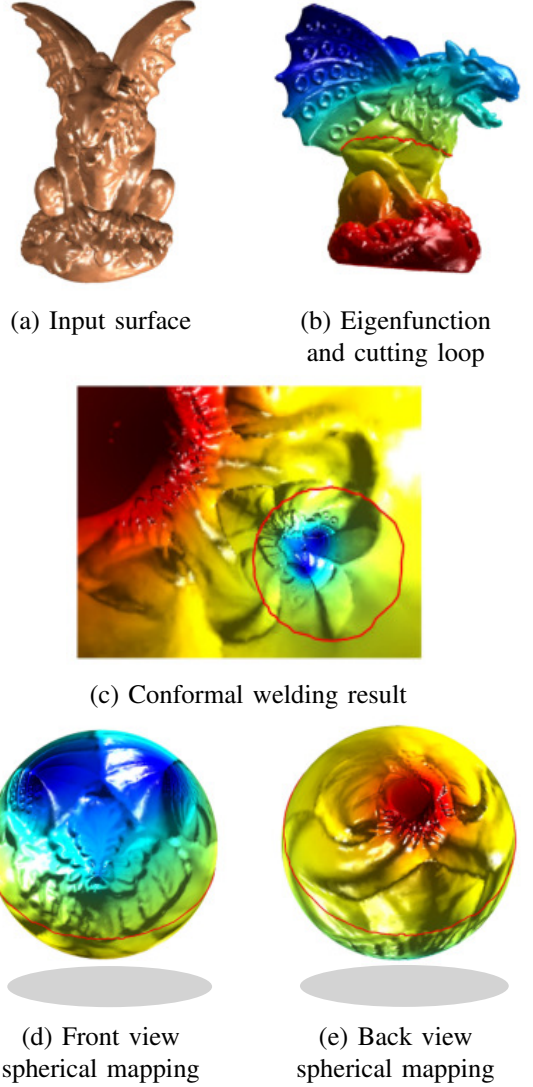 (a) Input surface
(b) Eigenfunction
and cutting loop
(c) Conformal welding result
(d) Front view
spherical mapping
(e) Back view
spherical mapping